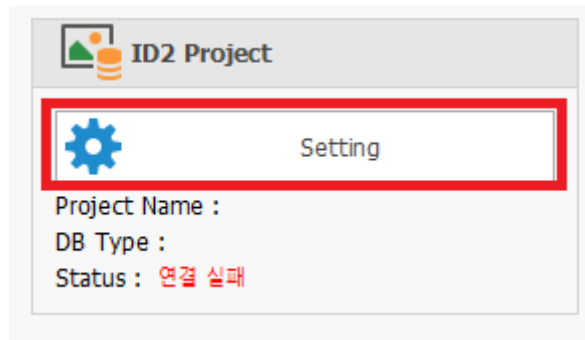 ID2 Project
Setting
Project Name :
DB Type :
Status : 연결 실패